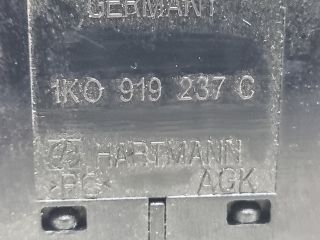 GERMANY
1K0 919 237 C
HARTMANN
>PC< AGK